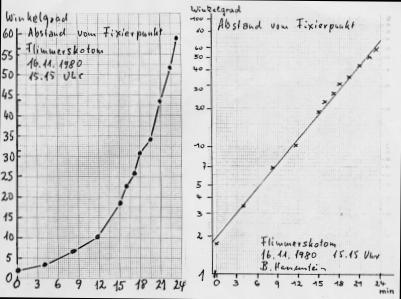 Winkelgrad
Abstand vom Fixierpunkt
Flimmerskotom
16.11.1980
15.15 Uhr
60
55
50
45
40
35
30
25
20
15
10
5
0
0 3 6 9 12 15 18 21 24
Winkelgrad
Abstand vom Fixierpunkt
100
50
40
30
20
10
5
4
3
2
1
Flimmerskotom
16.11.1980 15.15 Uhr
0 3 6 9 12 15 18 21 24
min